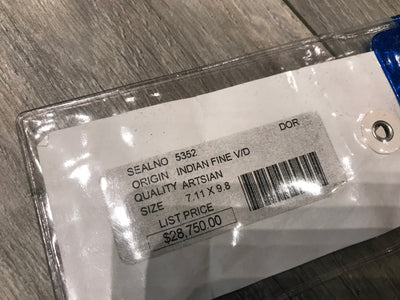 SEALNO 5352 DOR
ORIGIN INDIAN FINE V/D
QUALITY ARTSIAN
SIZE 7.11 X 9.8
LIST PRICE
$28,750.00